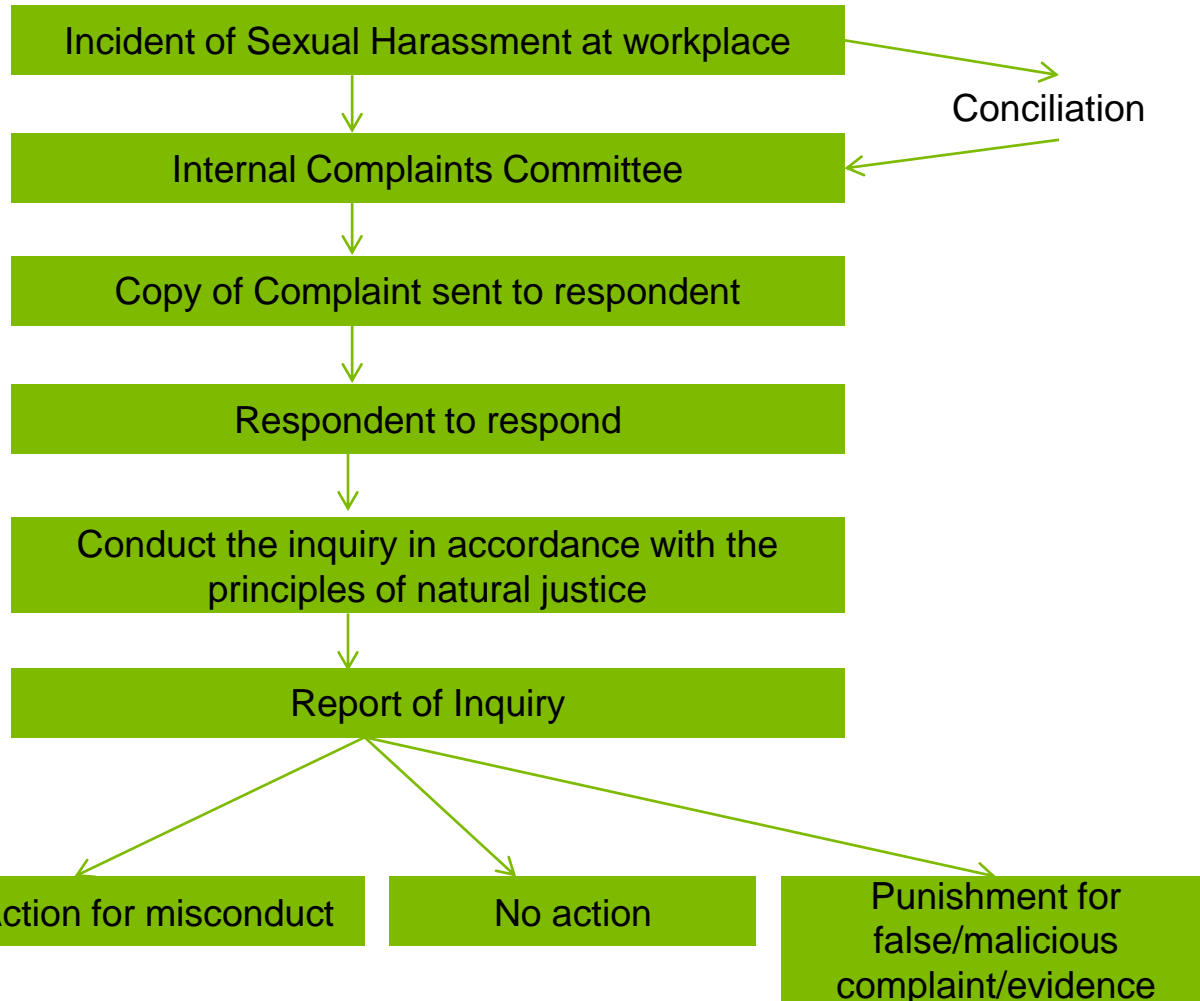 Incident of Sexual Harassment at workplace
Conciliation
Internal Complaints Committee
Copy of Complaint sent to respondent
Respondent to respond
Conduct the inquiry in accordance with the
principles of natural justice
Report of Inquiry
Action for misconduct
No action
Punishment for
false/malicious
complaint/evidence